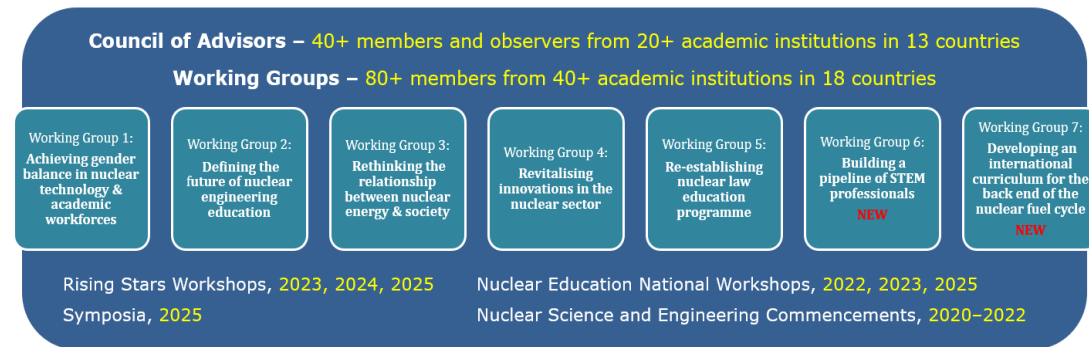 Council of Advisors – 40+ members and observers from 20+ academic institutions in 13 countries
Working Groups – 80+ members from 40+ academic institutions in 18 countries
Working Group 1:
Achieving gender
balance in nuclear
technology &
academic
workforces
Working Group 2:
Defining the
future of nuclear
engineering
education
Working Group 3:
Rethinking the
relationship
between nuclear
energy & society
Working Group 4:
Revitalising
innovations in the
nuclear sector
Working Group 5:
Re-establishing
nuclear law
education
programme
Working Group 6:
Building a
pipeline of STEM
professionals
NEW
Working Group 7:
Developing an
international
curriculum for the
back end of the
nuclear fuel cycle
NEW
Rising Stars Workshops, 2023, 2024, 2025
Symposia, 2025
Nuclear Education National Workshops, 2022, 2023, 2025
Nuclear Science and Engineering Commencements, 2020–2022